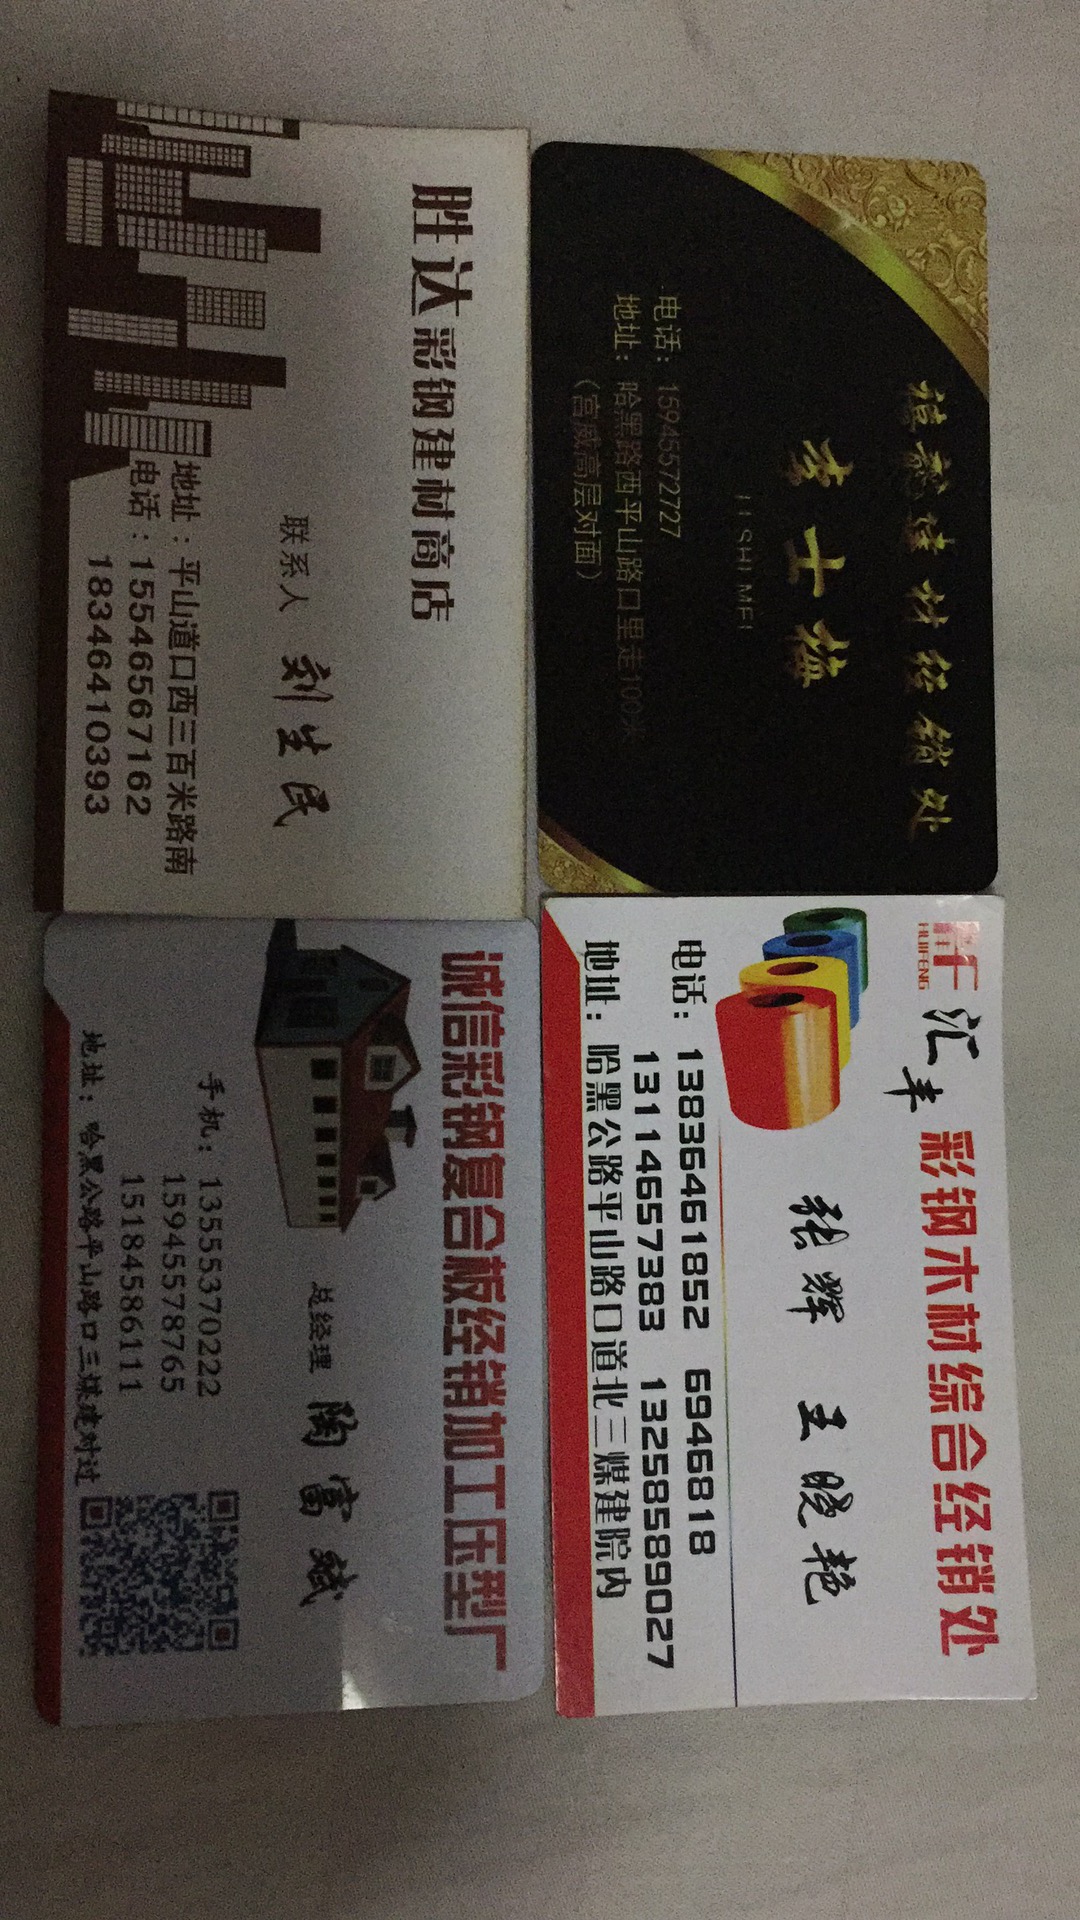 胜达彩钢建材商店
联系人 刘生民
地址：平山道口西三百米路南
电话：15546567162
18346410393
建材经销处
李士梅
LI SHI MEI
电话：15945572727
地址：哈黑路西平山路口里走100米
（富威高层对面）
诚信彩钢复合板经销加工压型厂
总经理 陶富斌
手机：13555370222
15945578765
15184586111
地址：哈黑公路平山路口三煤建对过
HUIFENG
汇丰 彩钢木材综合经销处
张辉 王晓艳
电话：13836461852 6946818
13114657383 13258589027
地址：哈黑公路平山路口道北三煤建院内